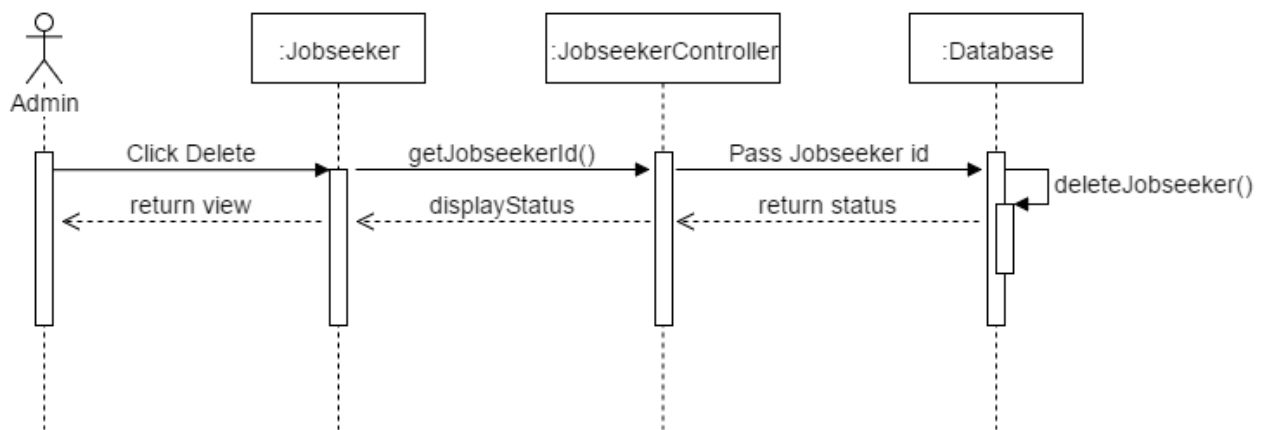 :Jobseeker
:JobseekerController
:Database
Admin
Click Delete
getJobseekerId()
Pass Jobseeker id
deleteJobseeker()
return view
displayStatus
return status